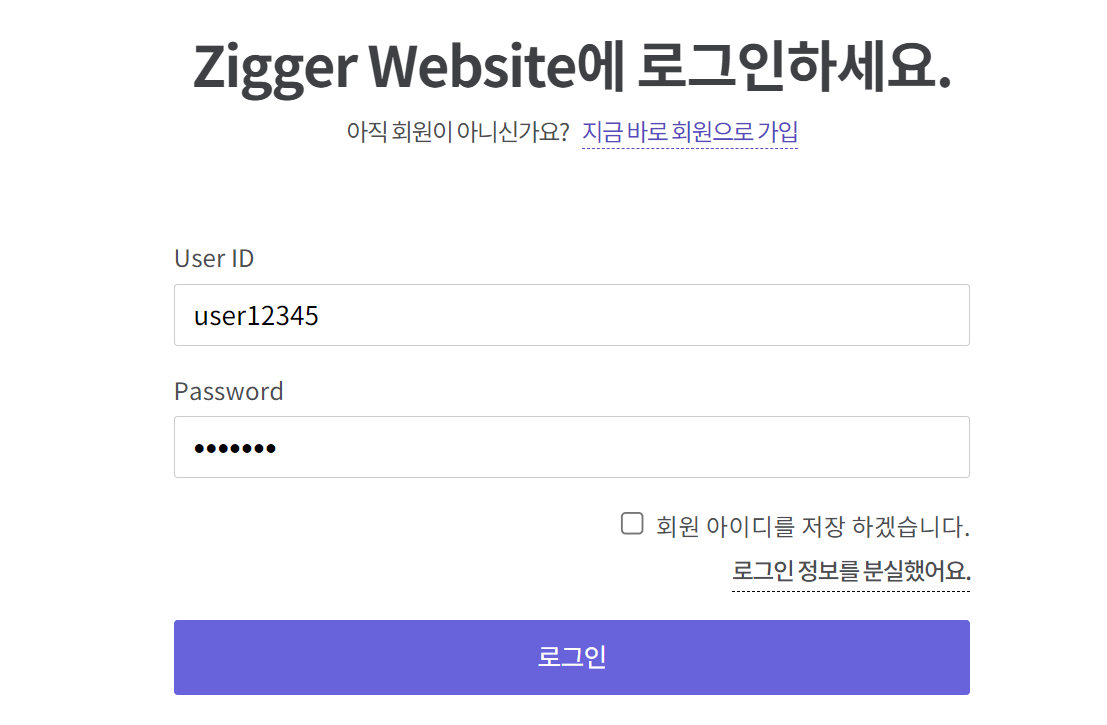 Zigger Website에 로그인하세요.
아직 회원이 아니신가요? 지금 바로 회원으로 가입
User ID
user12345
Password
•••••••
회원 아이디를 저장 하겠습니다.
로그인 정보를 분실했어요.
로그인